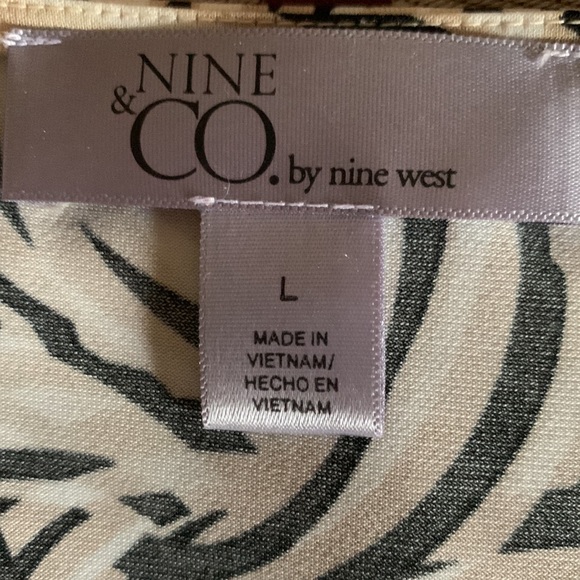 NINE
& CO. by nine west
L
MADE IN
VIETNAM/
HECHO EN
VIETNAM